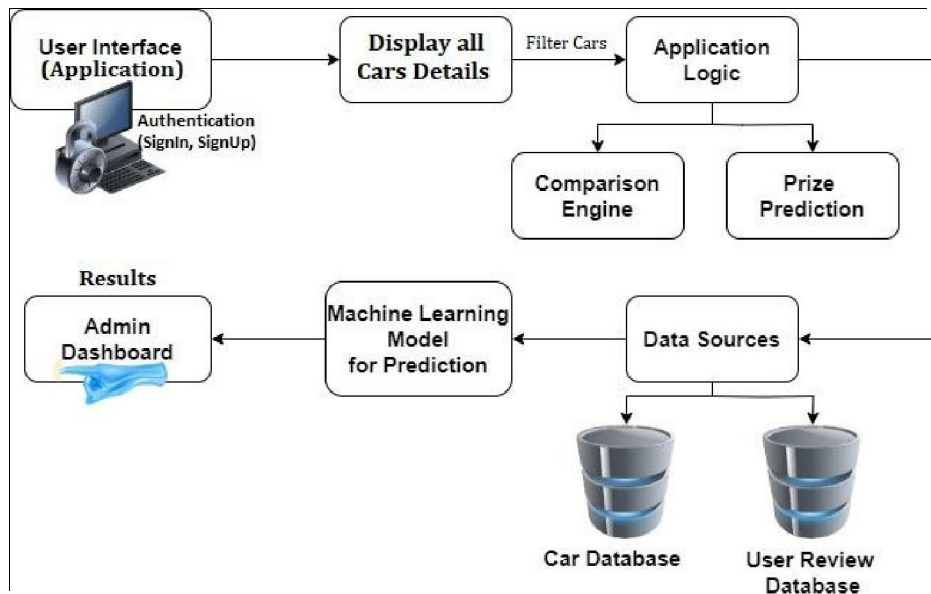 User Interface
(Application)
Authentication
(SignIn, SignUp)
Display all
Cars Details
Filter Cars
Application
Logic
Comparison
Engine
Prize
Prediction
Results
Admin
Dashboard
Machine Learning
Model
for Prediction
Data Sources
Car Database
User Review
Database